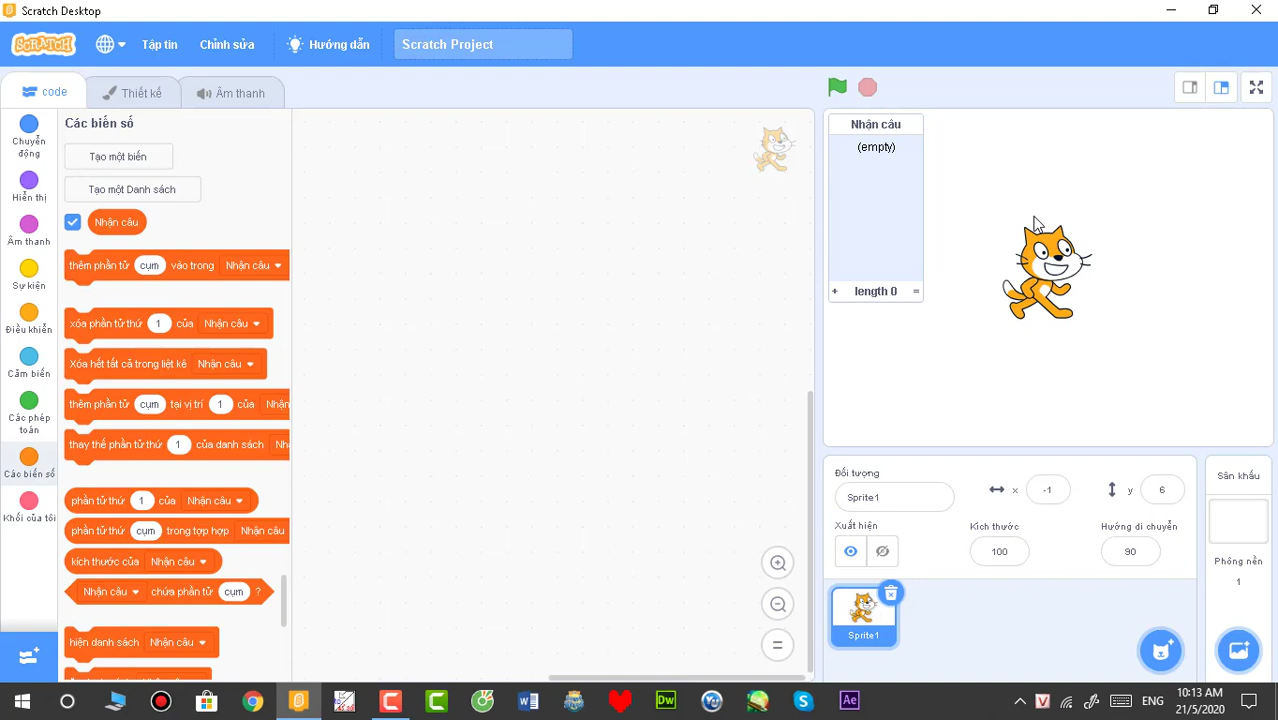 Scratch Desktop
SCRATCH
Tập tin
Chỉnh sửa
Hướng dẫn
Scratch Project
code
Thiết kế
Âm thanh
Chuyển động
Hiển thị
Âm thanh
Sự kiện
Điều khiển
Cảm biến
Các phép toán
Các biến số
Khối của tôi
Các biến số
Tạo một biến
Tạo một Danh sách
Nhận câu
thêm phần tử cụm vào trong Nhận câu
xóa phần tử thứ 1 của Nhận câu
Xóa hết tất cả trong liệt kê Nhận câu
thêm phần tử cụm tại vị trí 1 của Nhận
thay thế phần tử thứ 1 của danh sách
phần tử thứ 1 của Nhận câu
phần tử thứ cụm trong tợp hợp Nhận câu
kích thước của Nhận câu
Nhận câu chứa phần tử cụm ?
hiện danh sách Nhận câu
Nhận câu
(empty)
+ length 0 =
Đối tượng
Sprite1
x -1
y 6
Xuất hiện
Kích thước
100
Hướng di chuyển
90
Sprite1
Sân khấu
Phông nền
1
ENG
10:13 AM
21/5/2020